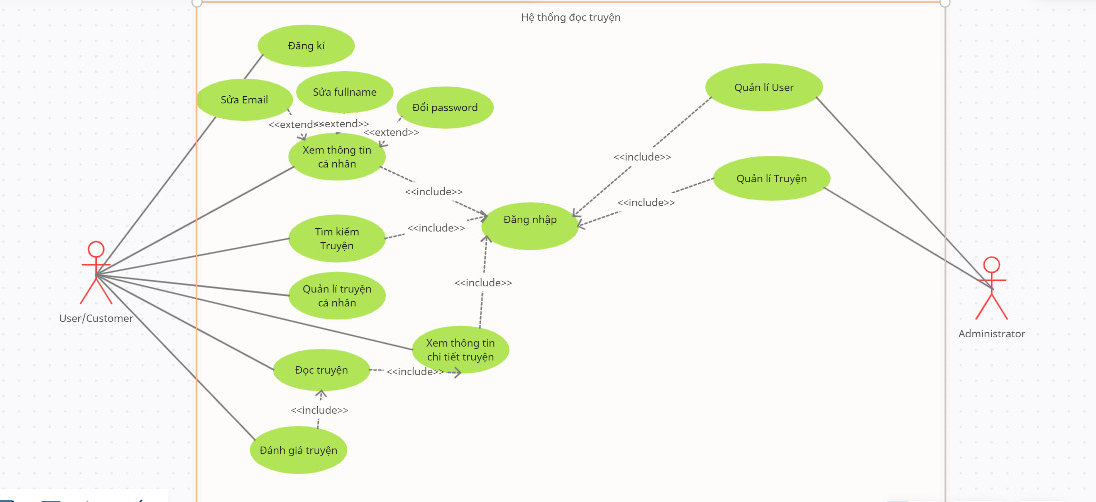 Hệ thống đọc truyện
Đăng kí
Sửa Email
Sửa fullname
Đổi password
<<extend>>
<<extend>>
<<extend>>
Xem thông tin
cá nhân
Quản lí User
<<include>>
<<include>>
Quản lí Truyện
<<include>>
Đăng nhập
Tìm kiếm
Truyện
<<include>>
<<include>>
Quản lí truyện
cá nhân
User/Customer
Administrator
Xem thông tin
chi tiết truyện
Đọc truyện
<<include>>
<<include>>
Đánh giá truyện